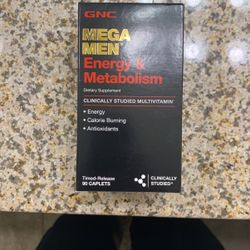 GNC
MEGA
MEN
Energy &
Metabolism
Dietary Supplement
CLINICALLY STUDIED MULTIVITAMIN*
• Energy
• Calorie Burning
• Antioxidants
Timed-Release
90 CAPLETS
CLINICALLY
STUDIED™